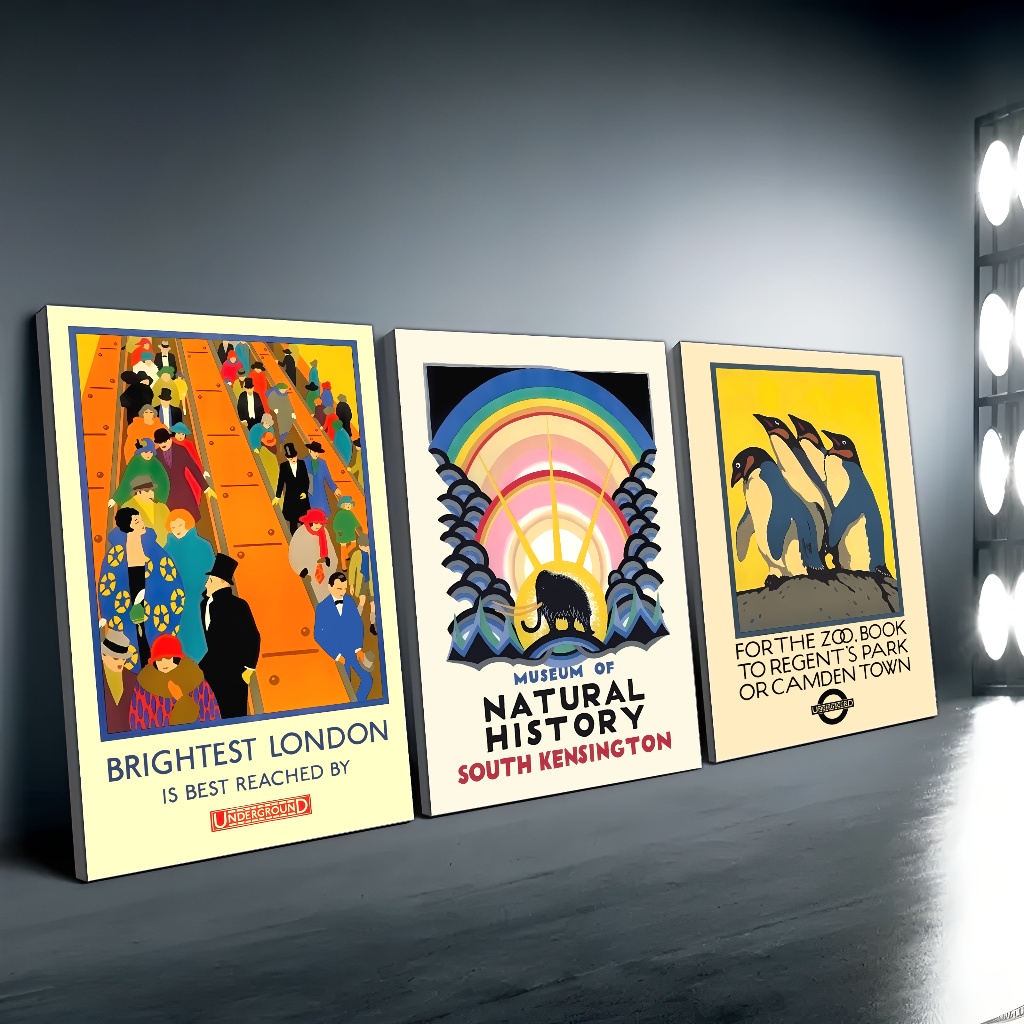 BRIGHTEST LONDON
IS BEST REACHED BY
UNDERGROUND
MUSEUM OF
NATURAL
HISTORY
SOUTH KENSINGTON
FOR THE ZOO, BOOK
TO REGENT'S PARK
OR CAMDEN TOWN
UNDERGROUND